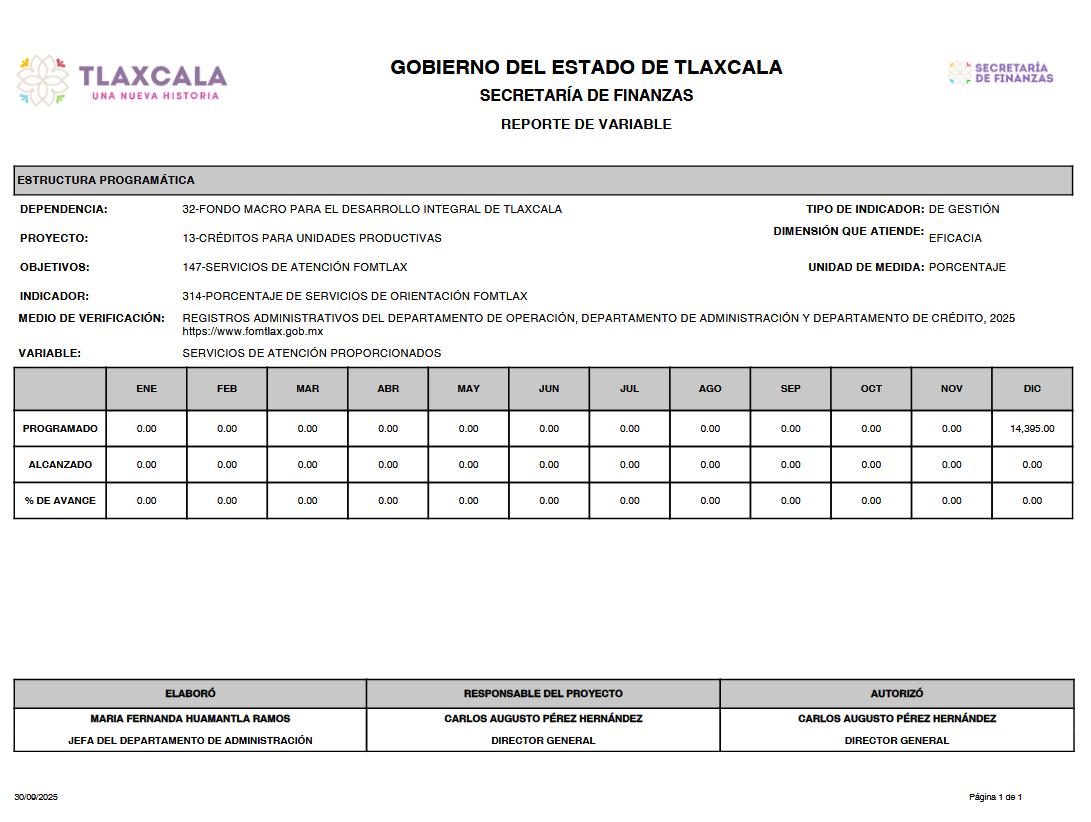 TLAXCALA
UNA NUEVA HISTORIA
GOBIERNO DEL ESTADO DE TLAXCALA
SECRETARÍA DE FINANZAS
REPORTE DE VARIABLE
SECRETARÍA
DE FINANZAS
ESTRUCTURA PROGRAMÁTICA
DEPENDENCIA: 32-FONDO MACRO PARA EL DESARROLLO INTEGRAL DE TLAXCALA TIPO DE INDICADOR: DE GESTIÓN
PROYECTO: 13-CRÉDITOS PARA UNIDADES PRODUCTIVAS DIMENSIÓN QUE ATIENDE: EFICACIA
OBJETIVOS: 147-SERVICIOS DE ATENCIÓN FOMTLAX UNIDAD DE MEDIDA: PORCENTAJE
INDICADOR: 314-PORCENTAJE DE SERVICIOS DE ORIENTACIÓN FOMTLAX
MEDIO DE VERIFICACIÓN: REGISTROS ADMINISTRATIVOS DEL DEPARTAMENTO DE OPERACIÓN, DEPARTAMENTO DE ADMINISTRACIÓN Y DEPARTAMENTO DE CRÉDITO, 2025
https://www.fomtlax.gob.mx
VARIABLE: SERVICIOS DE ATENCIÓN PROPORCIONADOS
ENE FEB MAR ABR MAY JUN JUL AGO SEP OCT NOV DIC
PROGRAMADO 0.00 0.00 0.00 0.00 0.00 0.00 0.00 0.00 0.00 0.00 0.00 14,395.00
ALCANZADO 0.00 0.00 0.00 0.00 0.00 0.00 0.00 0.00 0.00 0.00 0.00 0.00
% DE AVANCE 0.00 0.00 0.00 0.00 0.00 0.00 0.00 0.00 0.00 0.00 0.00 0.00
ELABORÓ RESPONSABLE DEL PROYECTO AUTORIZÓ
MARIA FERNANDA HUAMANTLA RAMOS CARLOS AUGUSTO PÉREZ HERNÁNDEZ CARLOS AUGUSTO PÉREZ HERNÁNDEZ
JEFA DEL DEPARTAMENTO DE ADMINISTRACIÓN DIRECTOR GENERAL DIRECTOR GENERAL
30/09/2025 Página 1 de 1